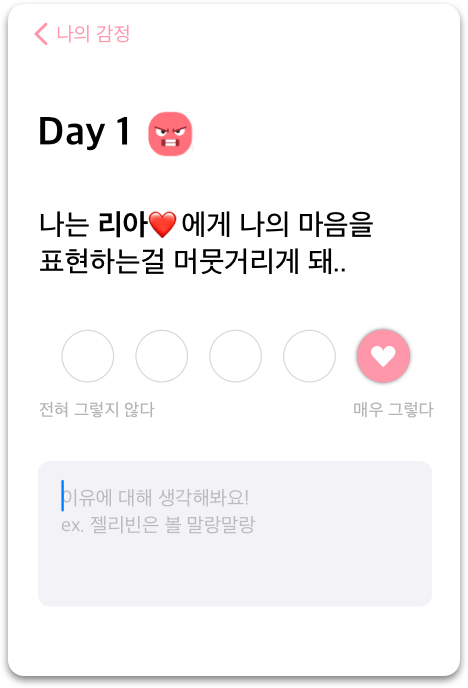 나의 감정
Day 1
나는 리아❤️에게 나의 마음을
표현하는걸 머뭇거리게 돼..
전혀 그렇지 않다
매우 그렇다
이유에 대해 생각해봐요!
ex. 젤리빈은 볼 말랑말랑